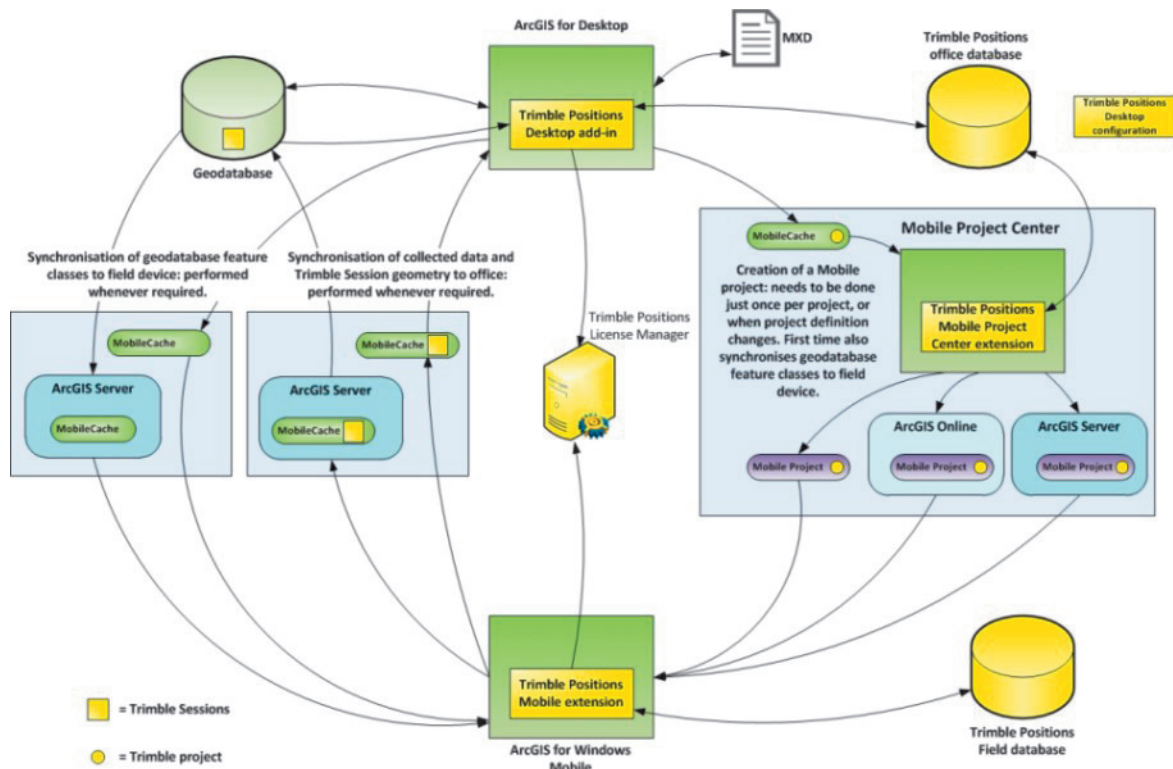 ArcGIS for Desktop
MXD
Trimble Positions
office database
Trimble Positions
Desktop add-in
Trimble Positions
Desktop
configuration
Geodatabase
Synchronisation of geodatabase feature
classes to field device: performed
whenever required.
Synchronisation of collected data and
Trimble Session geometry to office:
performed whenever required.
MobileCache
ArcGIS Server
MobileCache
MobileCache
ArcGIS Server
MobileCache
Trimble Positions
License Manager
Mobile Project Center
MobileCache
Creation of a Mobile
project: needs to be done
just once per project, or
when project definition
changes. First time also
synchronises geodatabase
feature classes to field
device.
Trimble Positions
Mobile Project
Center extension
Mobile Project
ArcGIS Online
Mobile Project
ArcGIS Server
Mobile Project
Trimble Positions
Mobile extension
ArcGIS for Windows
Mobile
Trimble Positions
Field database
= Trimble Sessions
= Trimble project